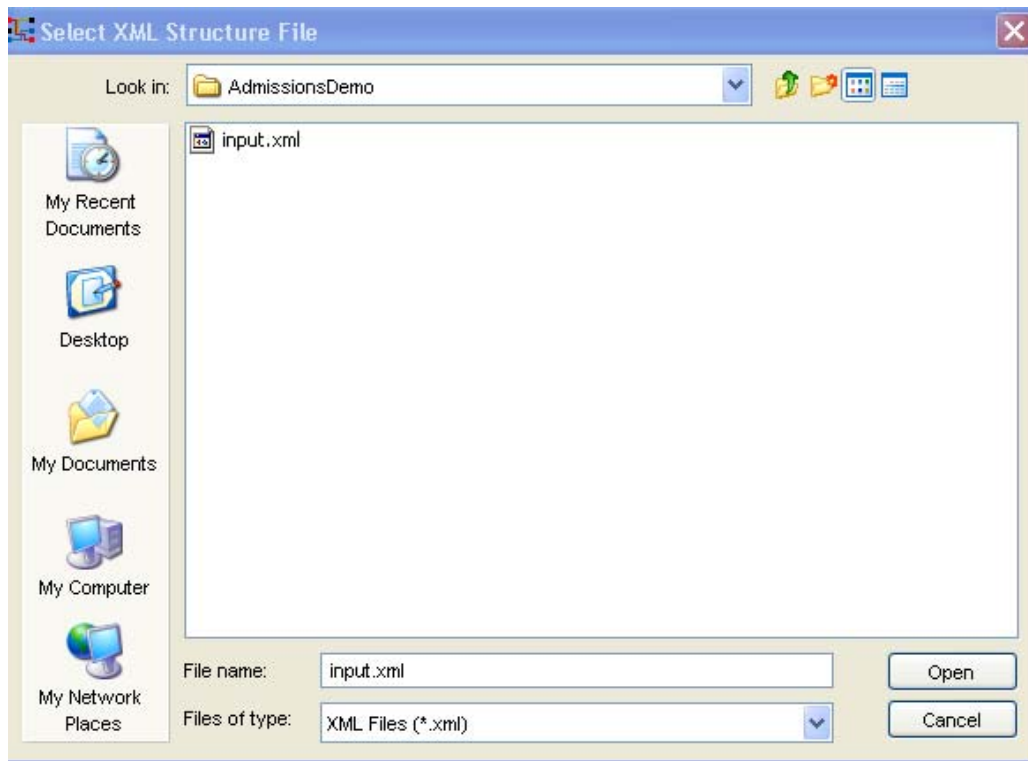 Select XML Structure File
Look in:
AdmissionsDemo
input.xml
My Recent
Documents
Desktop
My Documents
My Computer
My Network
Places
File name:
input.xml
Open
Files of type:
XML Files (*.xml)
Cancel